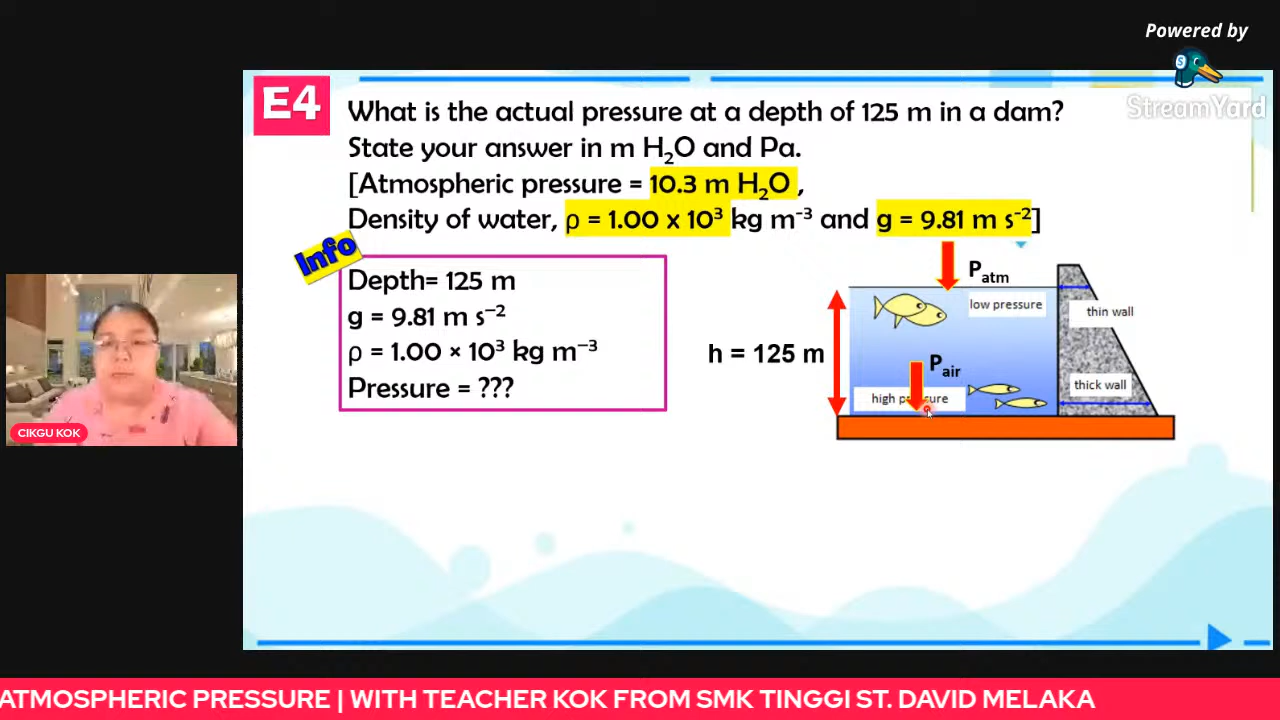 Powered by
StreamYard
E4
What is the actual pressure at a depth of 125 m in a dam?
State your answer in m H₂O and Pa.
[Atmospheric pressure = 10.3 m H₂O ,
Density of water, ρ = 1.00 x 10³ kg m⁻³ and g = 9.81 m s⁻²]
Info
Depth= 125 m
g = 9.81 m s⁻²
ρ = 1.00 × 10³ kg m⁻³
Pressure = ???
Patm
low pressure
thin wall
h = 125 m
Pair
thick wall
high pressure
CIKGU KOK
ATMOSPHERIC PRESSURE | WITH TEACHER KOK FROM SMK TINGGI ST. DAVID MELAKA